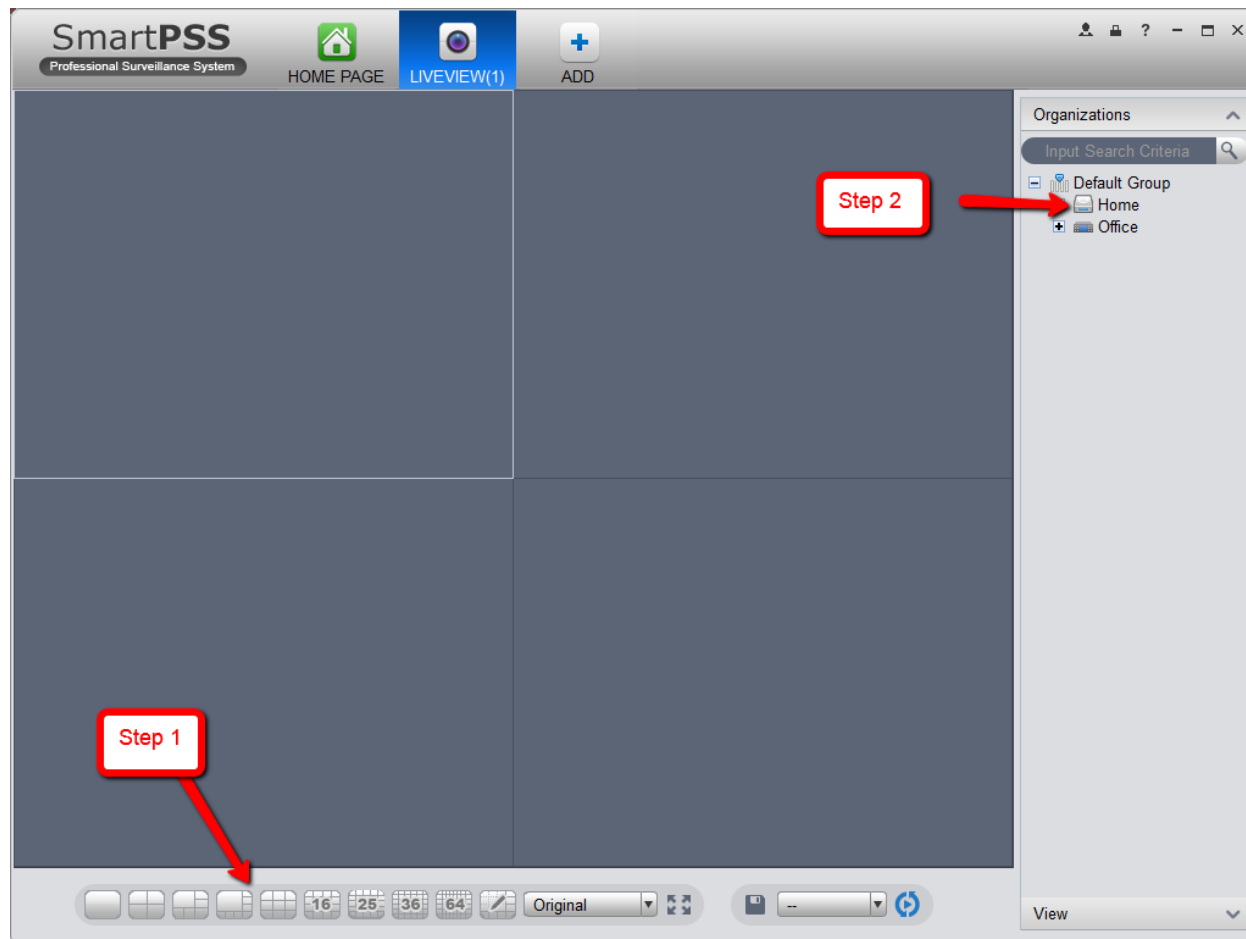 SmartPSS
Professional Surveillance System
HOME PAGE
LIVEVIEW(1)
ADD
?
Organizations
Input Search Criteria
Default Group
Home
Office
Step 2
Step 1
16 25 36 64
Original
--
View